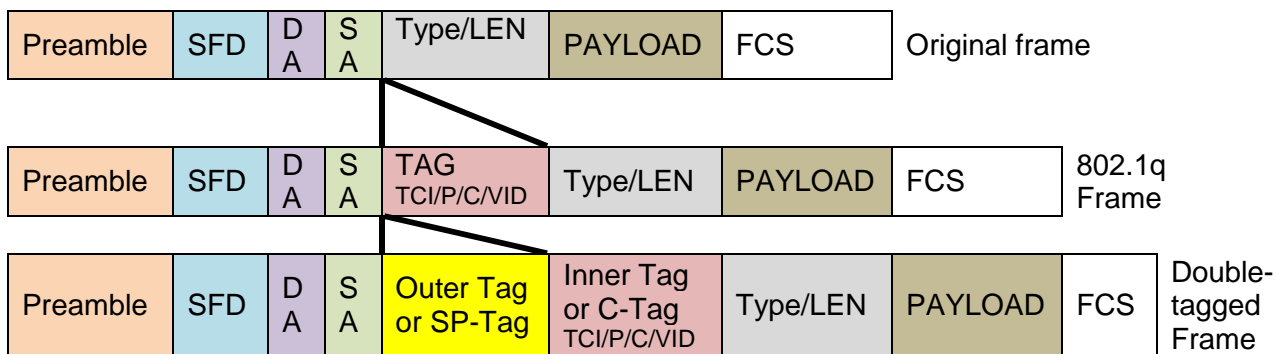 Preamble SFD D A S A Type/LEN PAYLOAD FCS Original frame
Preamble SFD D A S A TAG TCI/P/C/VID Type/LEN PAYLOAD FCS 802.1q Frame
Preamble SFD D A S A Outer Tag or SP-Tag Inner Tag or C-Tag TCI/P/C/VID Type/LEN PAYLOAD FCS Double-tagged Frame